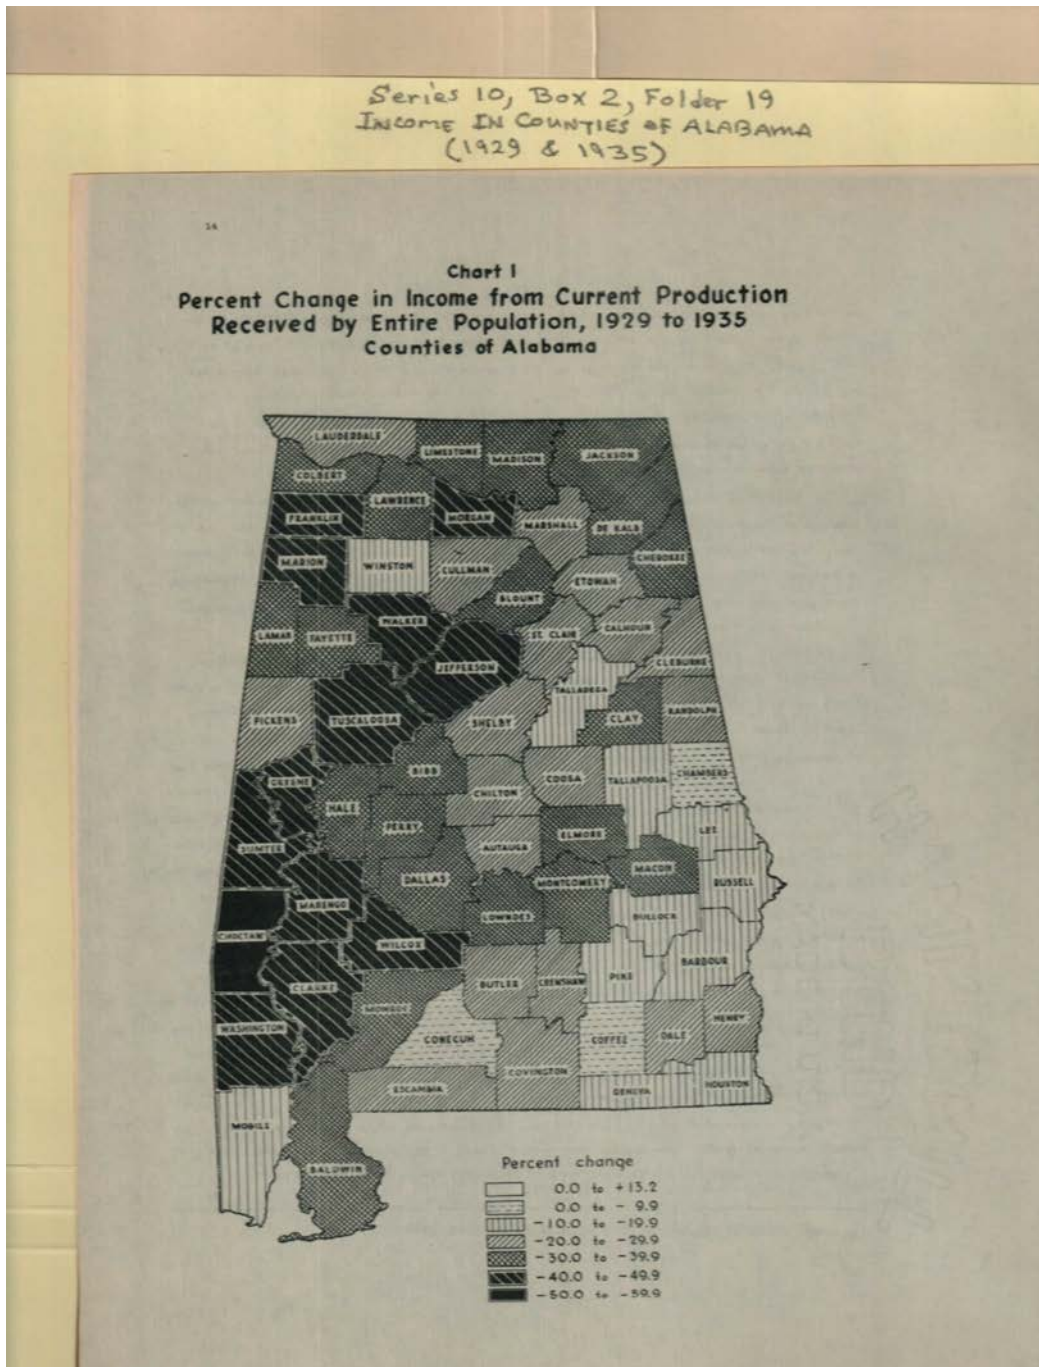 Series 10, Box 2, Folder 19
INCOME IN COUNTIES OF ALABAMA
(1929 & 1935)
14
Chart 1
Percent Change in Income from Current Production
Received by Entire Population, 1929 to 1935
Counties of Alabama
LAUDERDALE
LIMESTONE
MADISON
JACKSON
COLBERT
LAWRENCE
FRANKLIN
MORGAN
MARSHALL
DE KALB
CHEROKEE
MARION
WINSTON
CULLMAN
ETOWAH
BLOUNT
WALKER
LAMAR
FAYETTE
ST. CLAIR
CALHOUN
JEFFERSON
CLEBURNE
TALLADEGA
PICKENS
TUSCALOOSA
SHELBY
CLAY
RANDOLPH
BIBB
GREENE
COOSA
TALLAPOOSA
CHAMBERS
HALE
CHILTON
PERRY
ELMORE
LEE
SUMTER
AUTAUGA
MACON
DALLAS
MONTGOMERY
RUSSELL
MARENGO
LOWNDES
BULLOCK
CHOCTAW
WILCOX
PIKE
BARBOUR
CLARKE
BUTLER
CRENSHAW
MONROE
WASHINGTON
CONECUH
COFFEE
DALE
HENRY
COVINGTON
ESCAMBIA
GENEVA
HOUSTON
MOBILE
BALDWIN
Percent change
0.0 to +13.2
0.0 to - 9.9
-10.0 to -19.9
-20.0 to -29.9
-30.0 to -39.9
-40.0 to -49.9
-50.0 to -59.9